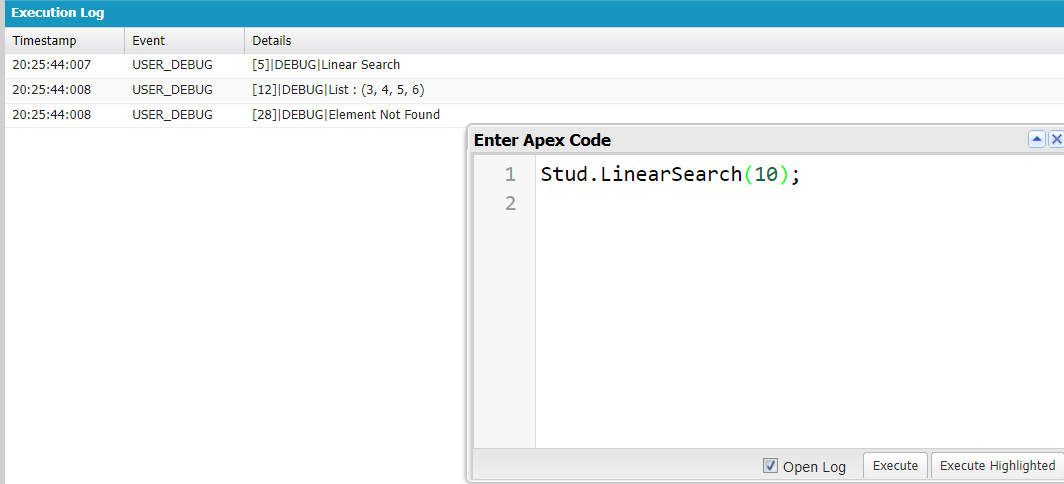 Execution Log
Timestamp Event Details
20:25:44:007 USER_DEBUG [5]|DEBUG|Linear Search
20:25:44:008 USER_DEBUG [12]|DEBUG|List : (3, 4, 5, 6)
20:25:44:008 USER_DEBUG [28]|DEBUG|Element Not Found
Enter Apex Code
1 Stud.LinearSearch(10);
2
Open Log Execute Execute Highlighted